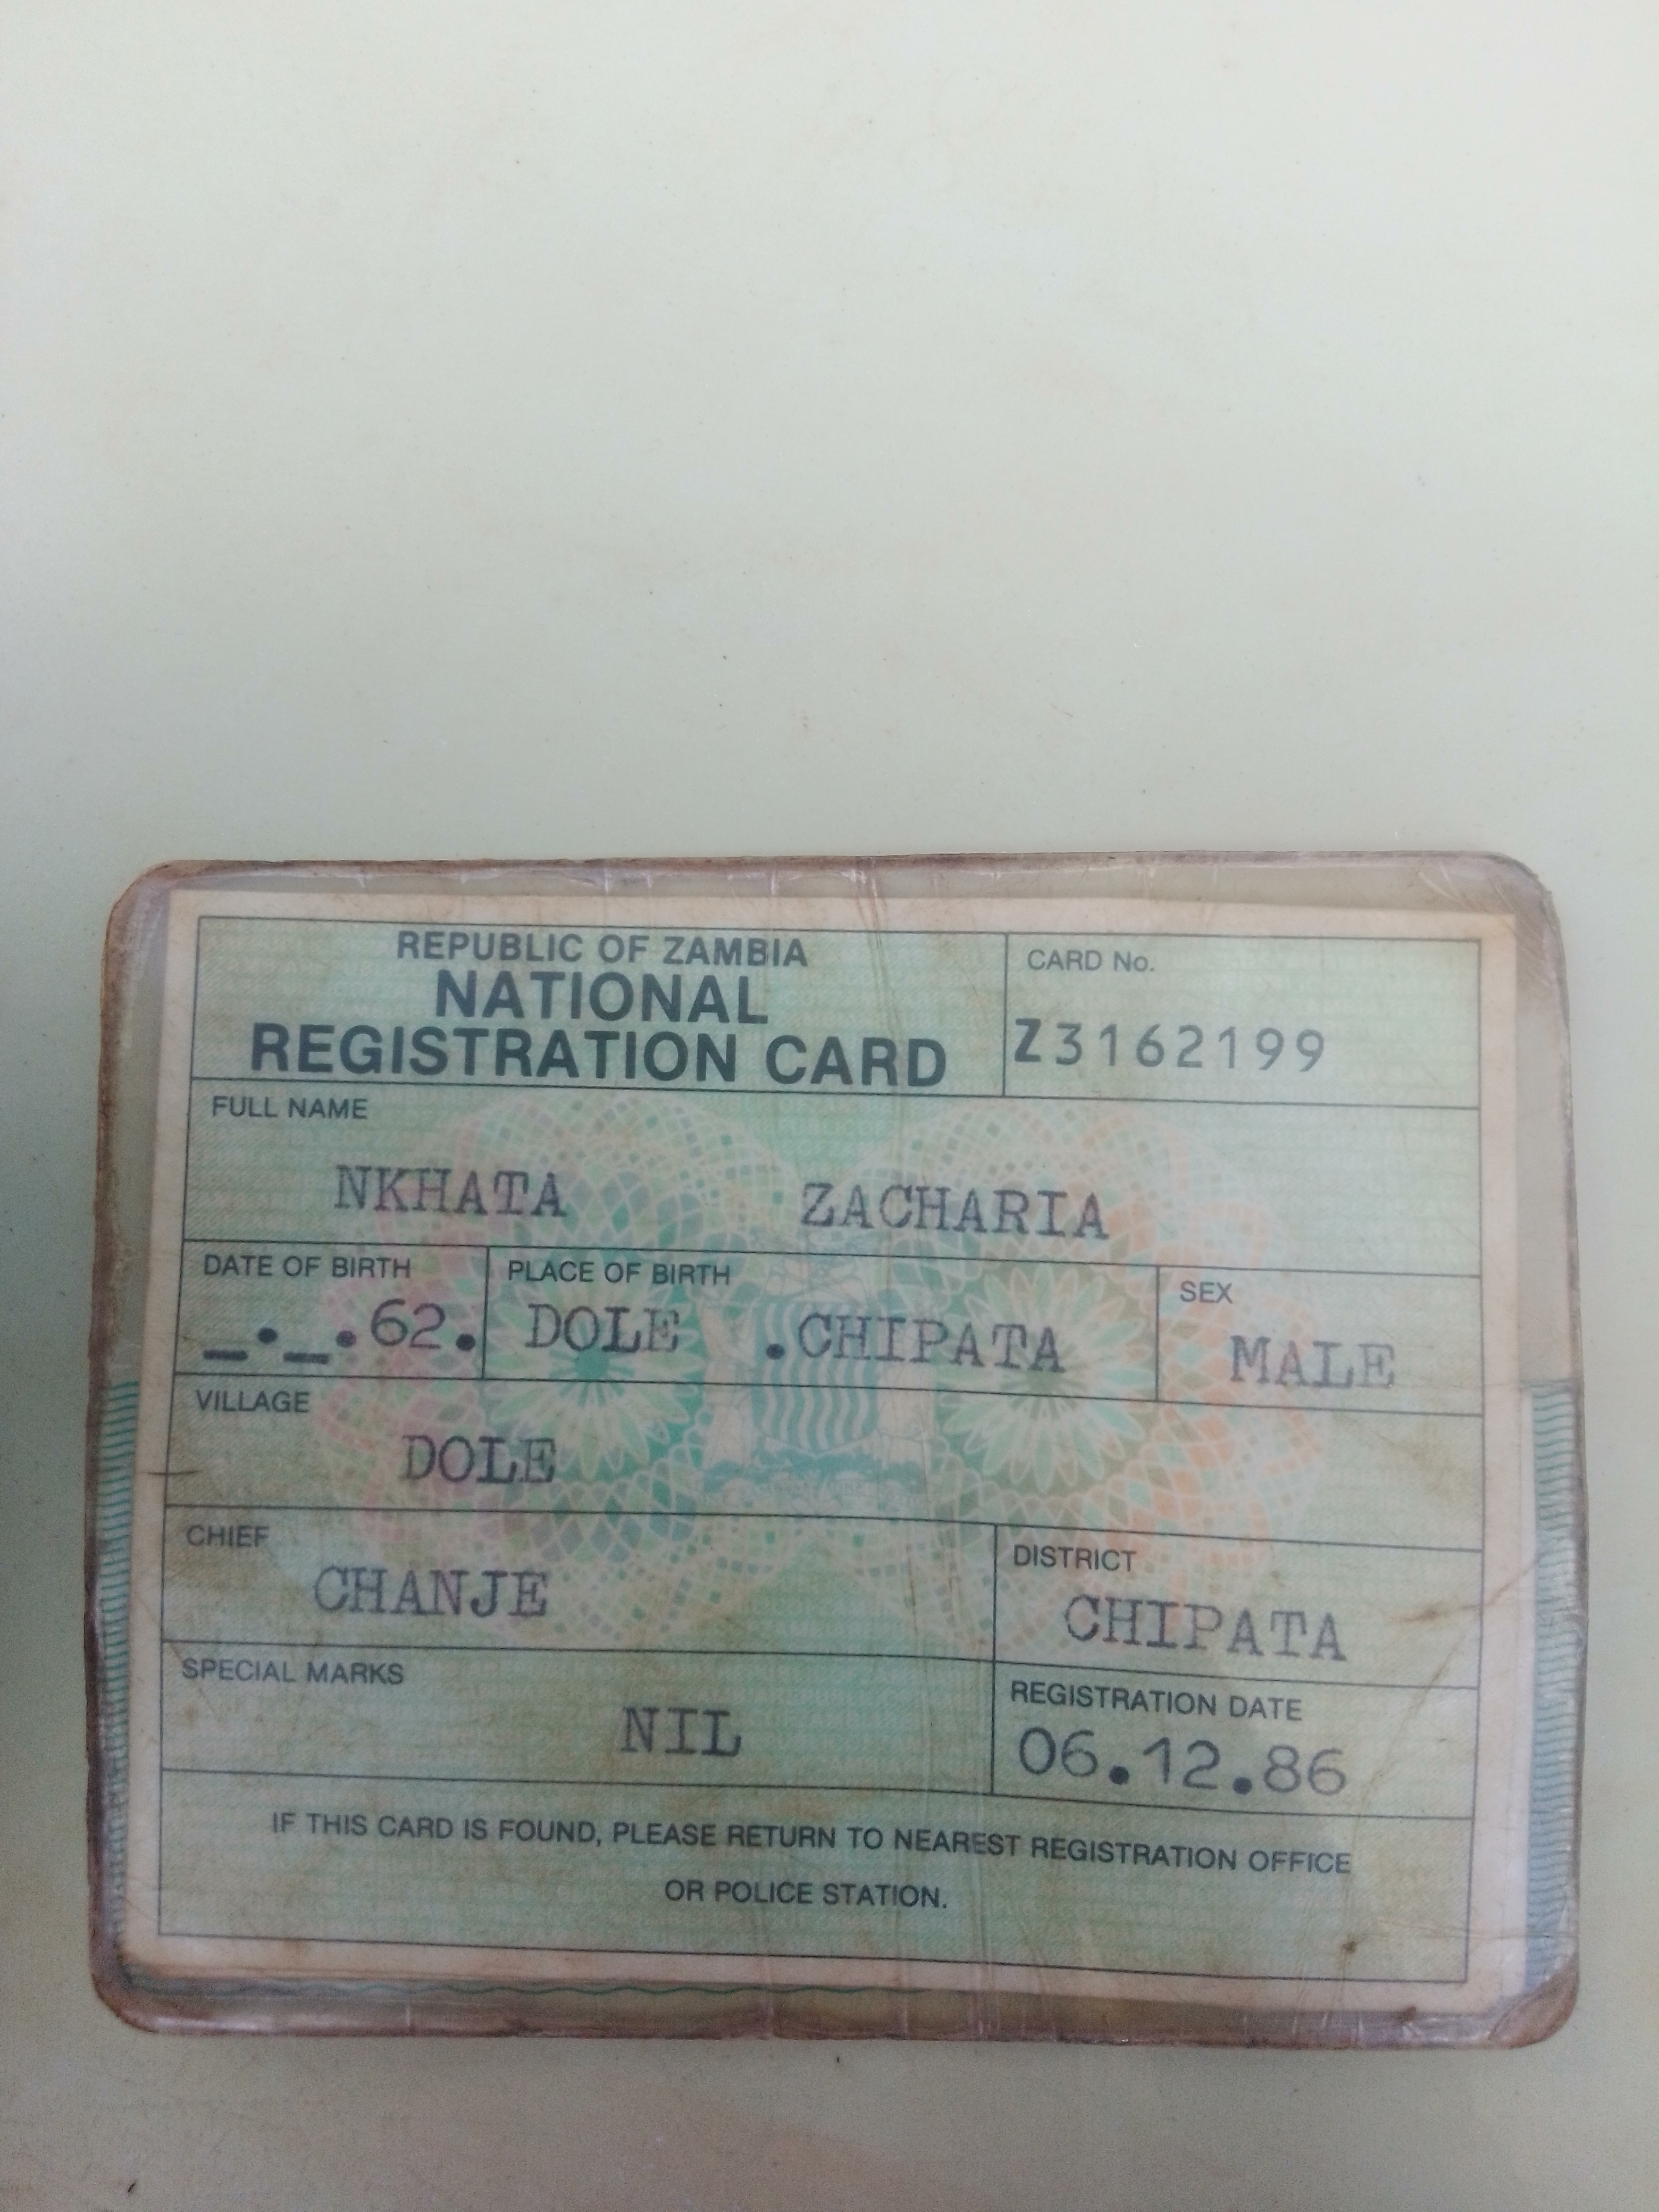 REPUBLIC OF ZAMBIA
NATIONAL
REGISTRATION CARD
CARD No.
Z3162199
FULL NAME
NKHATA ZACHARIA
DATE OF BIRTH
_._.62.
PLACE OF BIRTH
DOLE .CHIPATA
SEX
MALE
VILLAGE
DOLE
CHIEF
CHANJE
DISTRICT
CHIPATA
SPECIAL MARKS
NIL
REGISTRATION DATE
06.12.86
IF THIS CARD IS FOUND, PLEASE RETURN TO NEAREST REGISTRATION OFFICE
OR POLICE STATION.